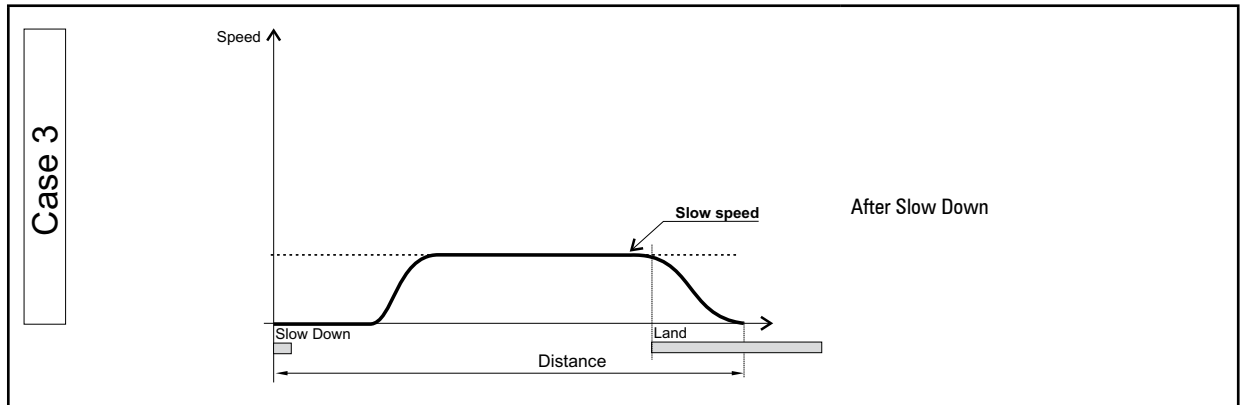 Case 3
Speed
Slow speed
After Slow Down
Slow Down
Land
Distance